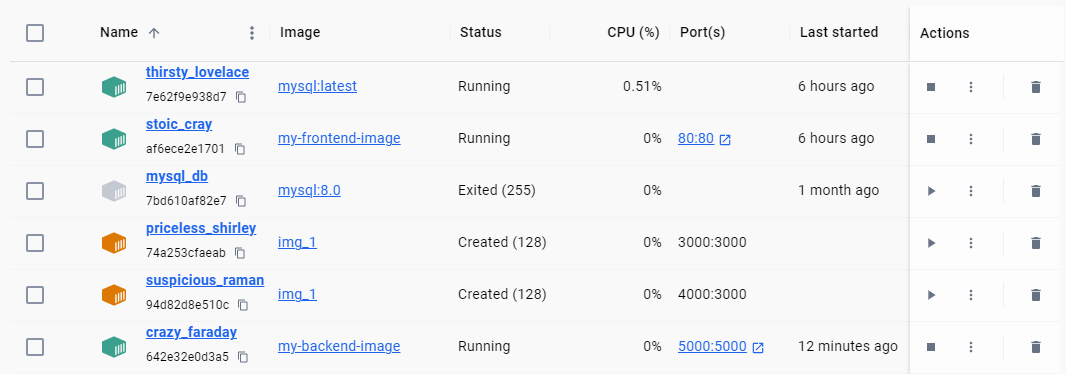 Name Image Status CPU (%) Port(s) Last started Actions
thirsty_lovelace
7e62f9e938d7
mysql:latest Running 0.51% 6 hours ago
stoic_cray
af6ece2e1701
my-frontend-image Running 0% 80:80 6 hours ago
mysql_db
7bd610af82e7
mysql:8.0 Exited (255) 0% 1 month ago
priceless_shirley
74a253cfaeab
img_1 Created (128) 0% 3000:3000
suspicious_raman
94d82d8e510c
img_1 Created (128) 0% 4000:3000
crazy_faraday
642e32e0d3a5
my-backend-image Running 0% 5000:5000 12 minutes ago